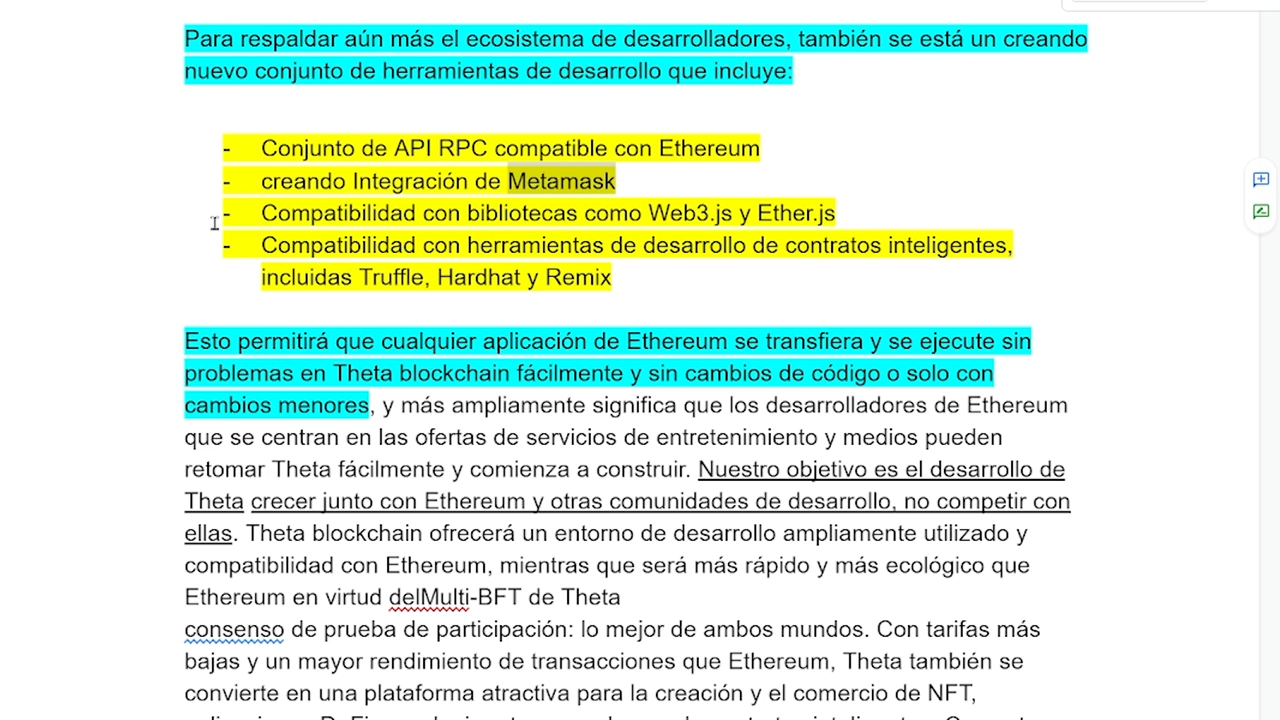 Para respaldar aún más el ecosistema de desarrolladores, también se está un creando
nuevo conjunto de herramientas de desarrollo que incluye:
- Conjunto de API RPC compatible con Ethereum
- creando Integración de Metamask
- Compatibilidad con bibliotecas como Web3.js y Ether.js
- Compatibilidad con herramientas de desarrollo de contratos inteligentes,
incluidas Truffle, Hardhat y Remix
Esto permitirá que cualquier aplicación de Ethereum se transfiera y se ejecute sin
problemas en Theta blockchain fácilmente y sin cambios de código o solo con
cambios menores, y más ampliamente significa que los desarrolladores de Ethereum
que se centran en las ofertas de servicios de entretenimiento y medios pueden
retomar Theta fácilmente y comienza a construir. Nuestro objetivo es el desarrollo de
Theta crecer junto con Ethereum y otras comunidades de desarrollo, no competir con
ellas. Theta blockchain ofrecerá un entorno de desarrollo ampliamente utilizado y
compatibilidad con Ethereum, mientras que será más rápido y más ecológico que
Ethereum en virtud delMulti-BFT de Theta
consenso de prueba de participación: lo mejor de ambos mundos. Con tarifas más
bajas y un mayor rendimiento de transacciones que Ethereum, Theta también se
convierte en una plataforma atractiva para la creación y el comercio de NFT,